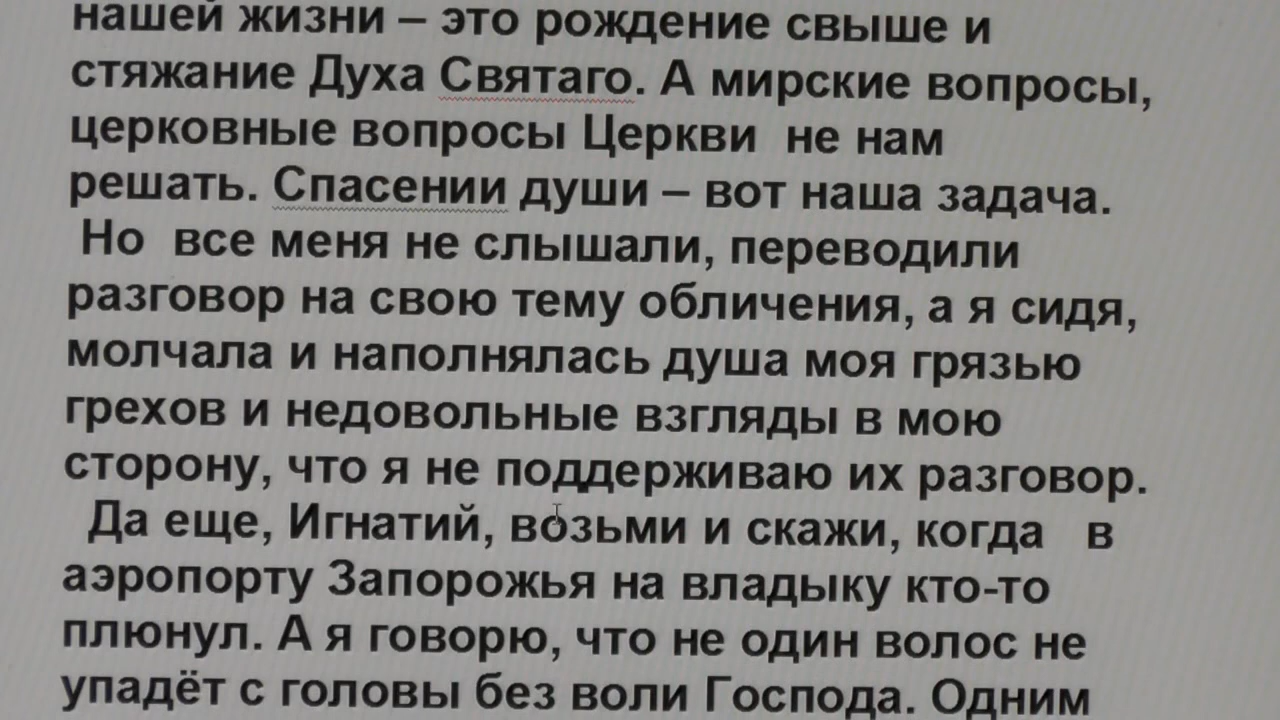 нашей жизни – это рождение свыше и
стяжание Духа Святаго. А мирские вопросы,
церковные вопросы Церкви  не нам
решать. Спасении души – вот наша задача.
Но  все меня не слышали, переводили
разговор на свою тему обличения, а я сидя,
молчала и наполнялась душа моя грязью
грехов и недовольные взгляды в мою
сторону, что я не поддерживаю их разговор.
Да еще, Игнатий, возьми и скажи, когда   в
аэропорту Запорожья на владыку кто-то
плюнул. А я говорю, что не один волос не
упадёт с головы без воли Господа. Одним